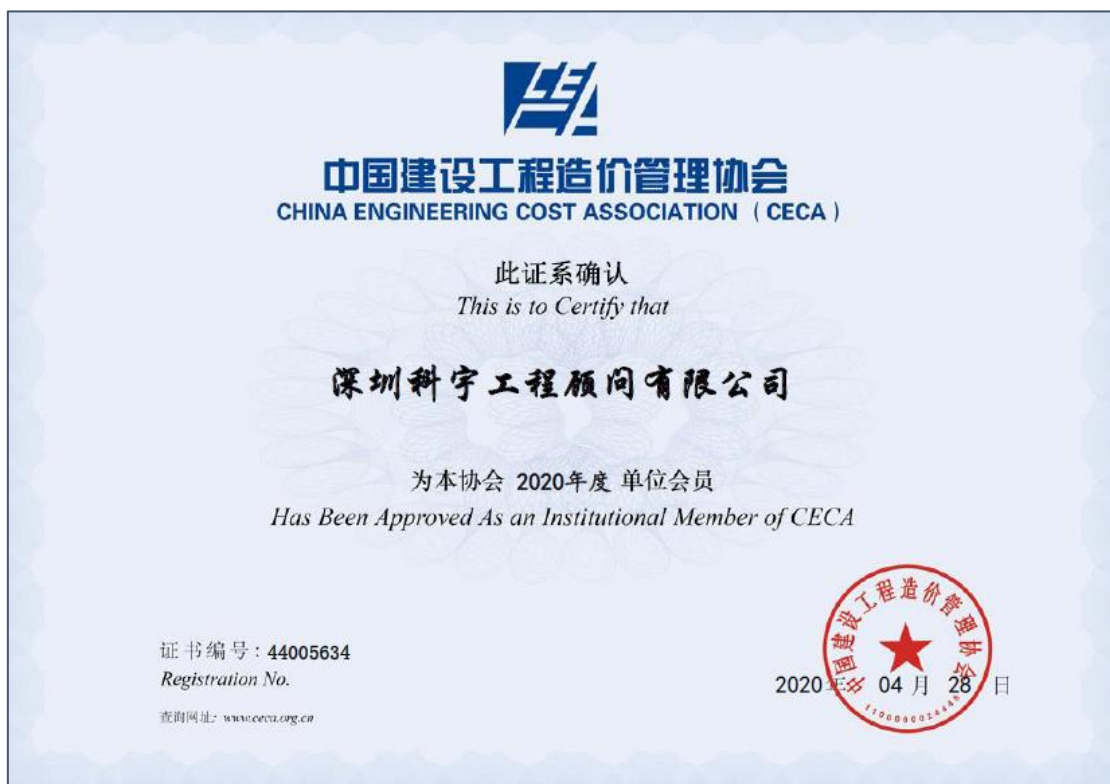 中国建设工程造价管理协会
CHINA ENGINEERING COST ASSOCIATION ( CECA )
此证系确认
This is to Certify that
深圳科宇工程顾问有限公司
为本协会 2020年度 单位会员
Has Been Approved As an Institutional Member of CECA
证书编号: 44005634
Registration No.
查询网址: www.ceca.org.cn
2020年 04月 28日
中国建设工程造价管理协会